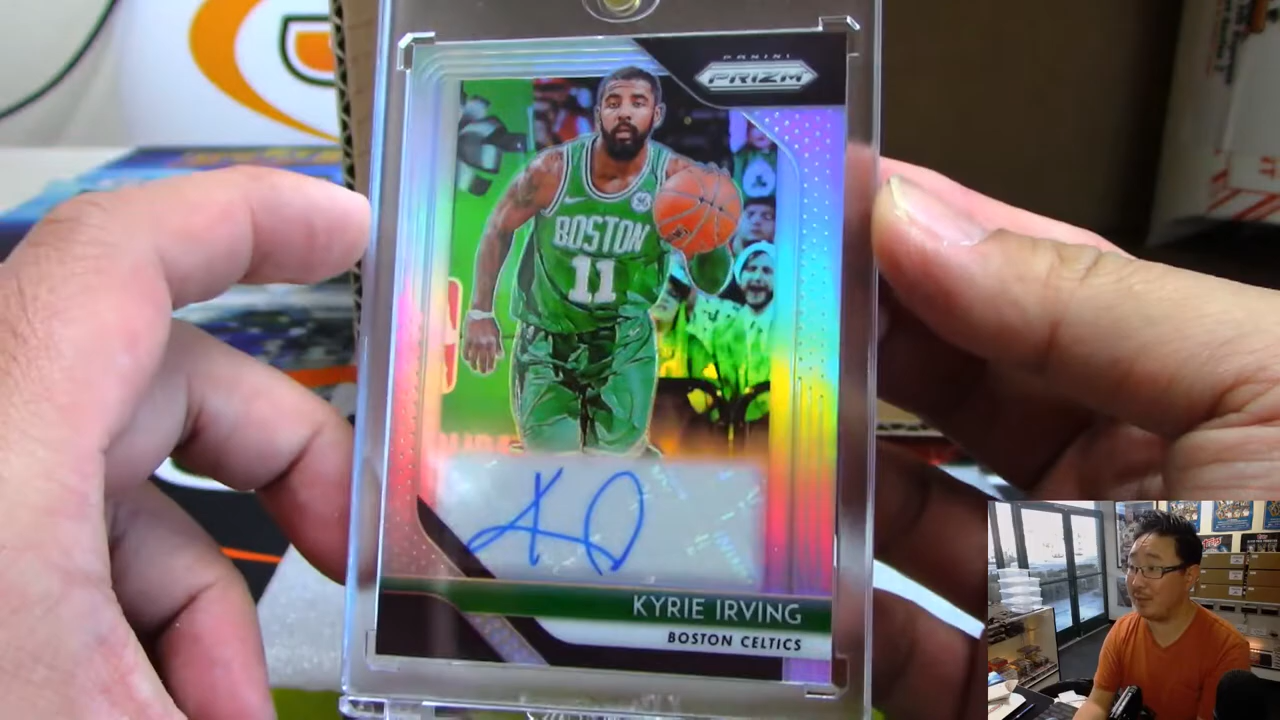 PANINI
PRIZM
BOSTON
11
KYRIE IRVING
BOSTON CELTICS